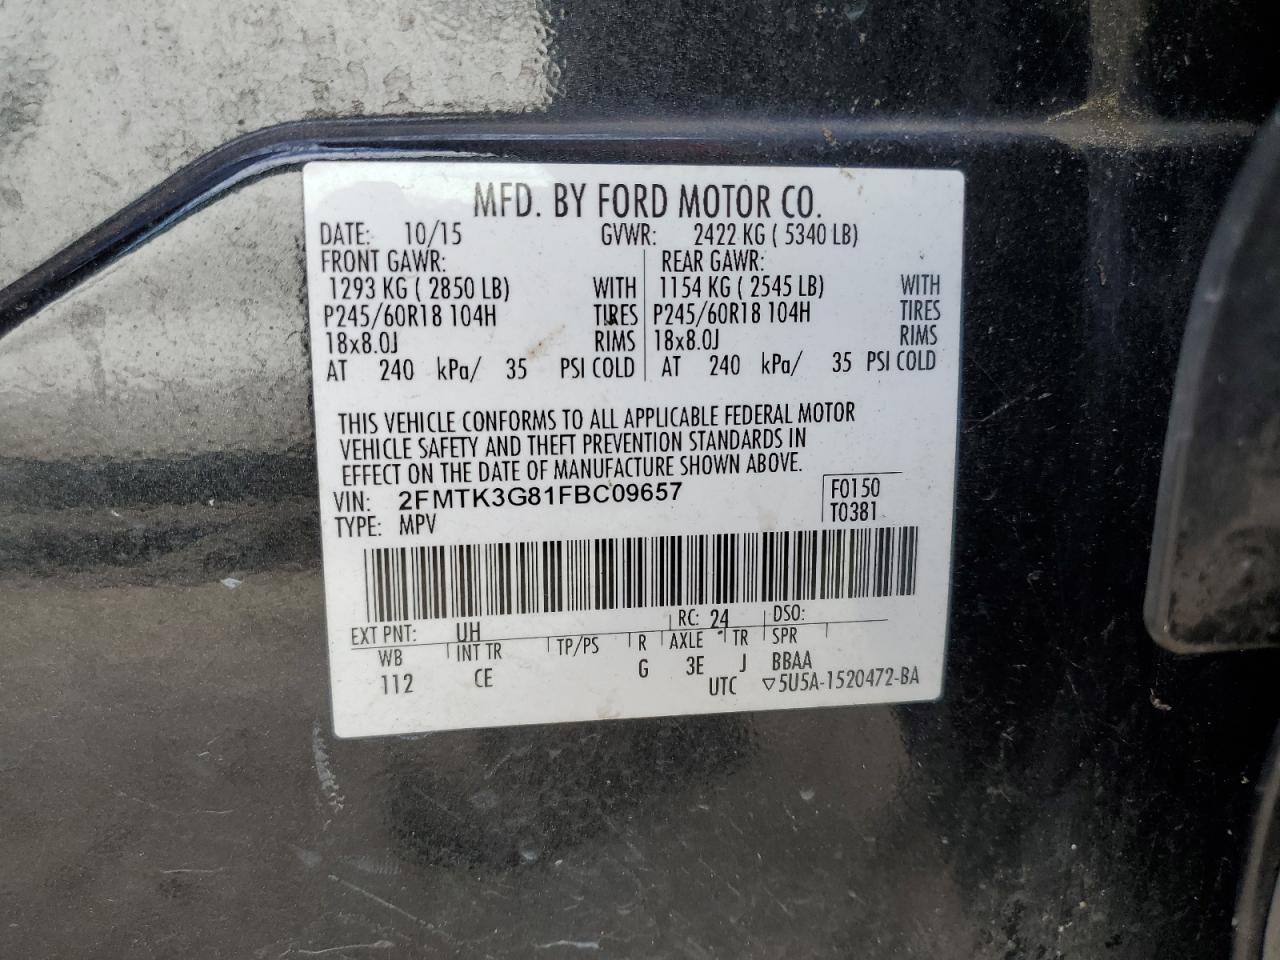 MFD. BY FORD MOTOR CO.
DATE: 10/15 GVWR: 2422 KG ( 5340 LB)
FRONT GAWR: REAR GAWR:
1293 KG ( 2850 LB) WITH 1154 KG ( 2545 LB) WITH
P245/60R18 104H TIRES P245/60R18 104H TIRES
18x8.0J RIMS 18x8.0J RIMS
AT 240 kPa/ 35 PSI COLD AT 240 kPa/ 35 PSI COLD
THIS VEHICLE CONFORMS TO ALL APPLICABLE FEDERAL MOTOR
VEHICLE SAFETY AND THEFT PREVENTION STANDARDS IN
EFFECT ON THE DATE OF MANUFACTURE SHOWN ABOVE.
VIN: 2FMTK3G81FBC09657 F0150
TYPE: MPV T0381
EXT PNT: UH RC: 24 DSO:
WB INT TR TP/PS R AXLE TR SPR
112 CE G 3E J BBAA
UTC ▽5U5A-1520472-BA